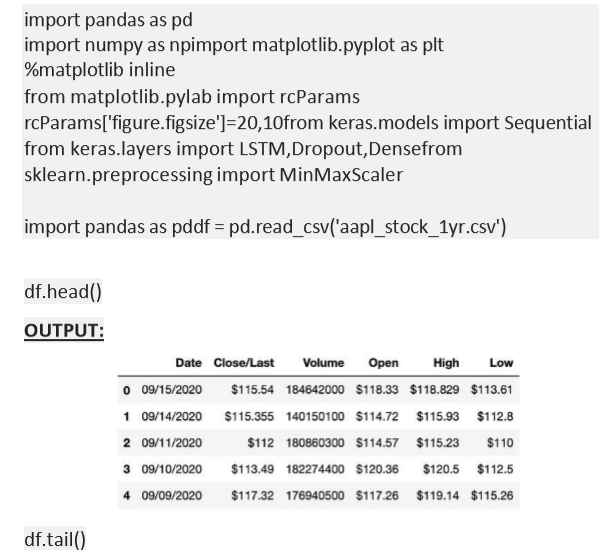 import pandas as pd
import numpy as npimport matplotlib.pyplot as plt
%matplotlib inline
from matplotlib.pylab import rcParams
rcParams['figure.figsize']=20,10from keras.models import Sequential
from keras.layers import LSTM,Dropout,Densefrom
sklearn.preprocessing import MinMaxScaler
import pandas as pddf = pd.read_csv('aapl_stock_1yr.csv')
df.head()
OUTPUT:
Date Close/Last Volume Open High Low
0 09/15/2020 $115.54 184642000 $118.33 $118.829 $113.61
1 09/14/2020 $115.355 140150100 $114.72 $115.93 $112.8
2 09/11/2020 $112 180860300 $114.57 $115.23 $110
3 09/10/2020 $113.49 182274400 $120.36 $120.5 $112.5
4 09/09/2020 $117.32 176940500 $117.26 $119.14 $115.26
df.tail()